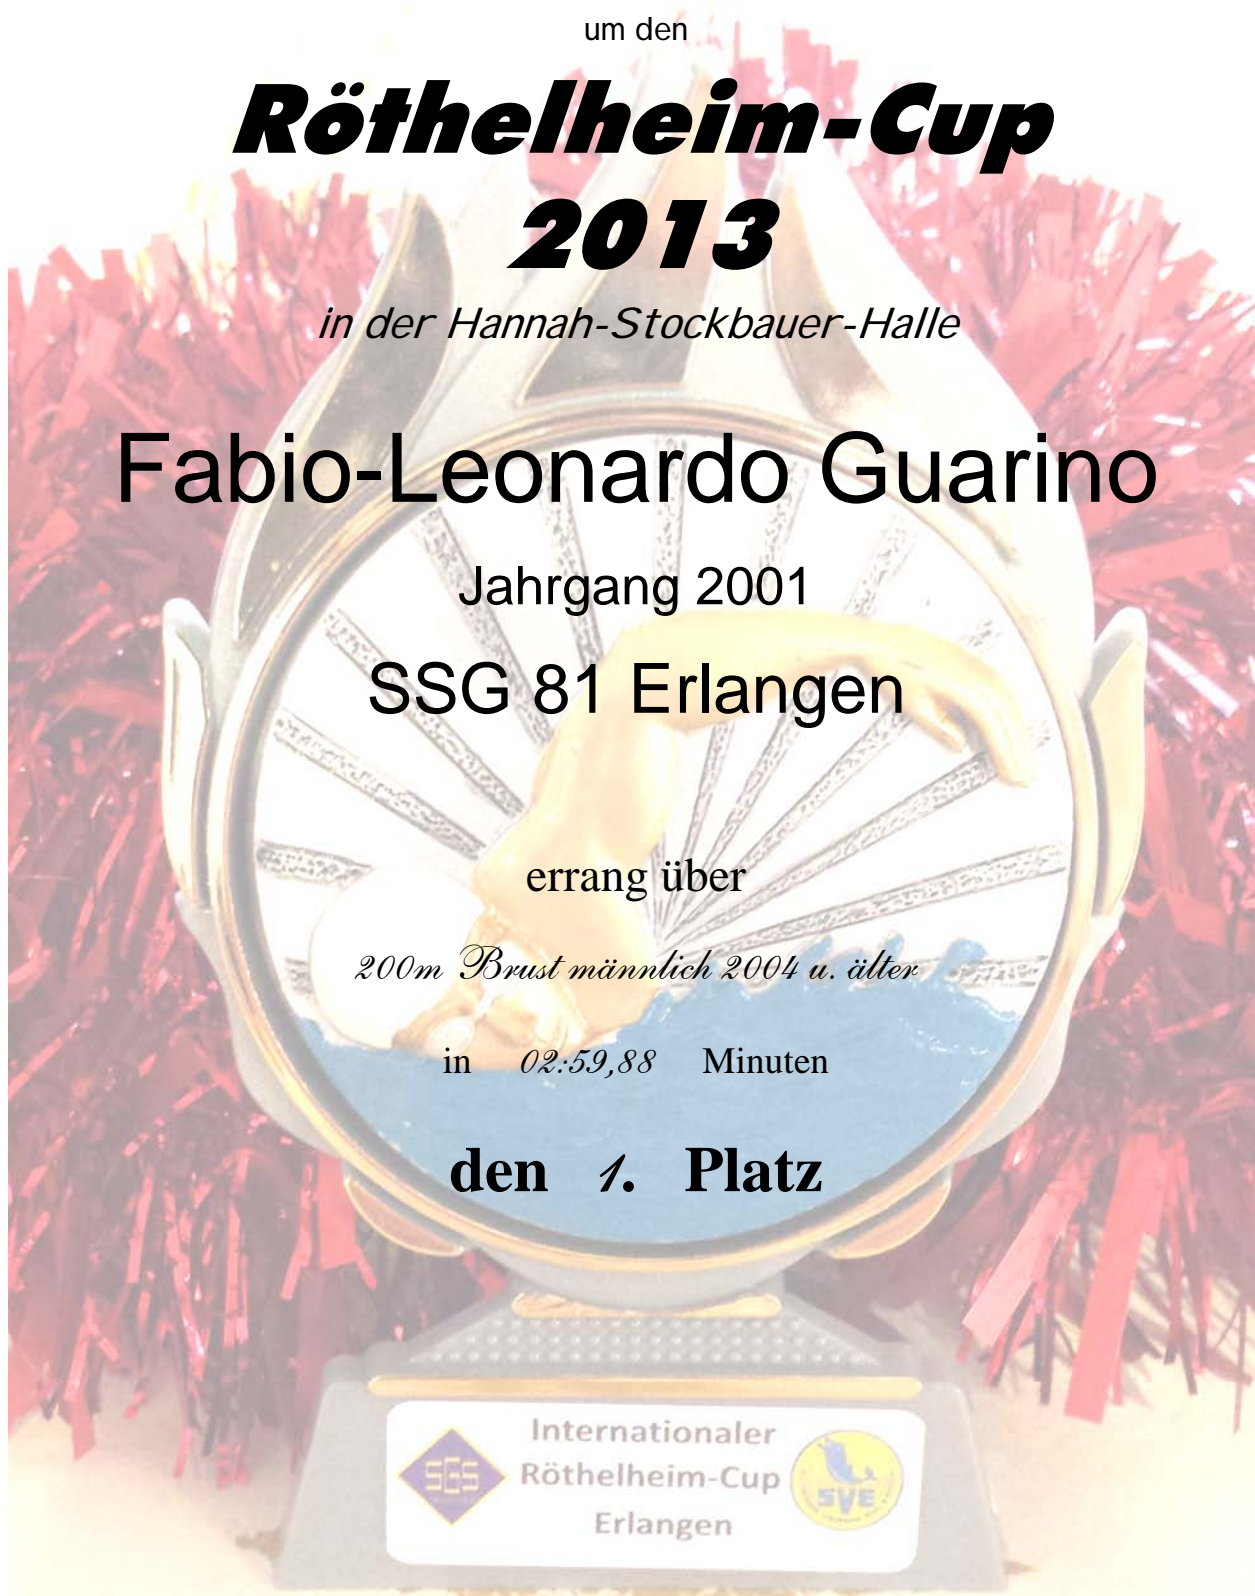 um den
Röthelheim-Cup
2013
in der Hannah-Stockbauer-Halle
Fabio-Leonardo Guarino
Jahrgang 2001
SSG 81 Erlangen
errang über
200m Brust männlich 2004 u. älter
in 02:59,88 Minuten
den 1. Platz
Internationaler
SGS Röthelheim-Cup SVE
Erlangen